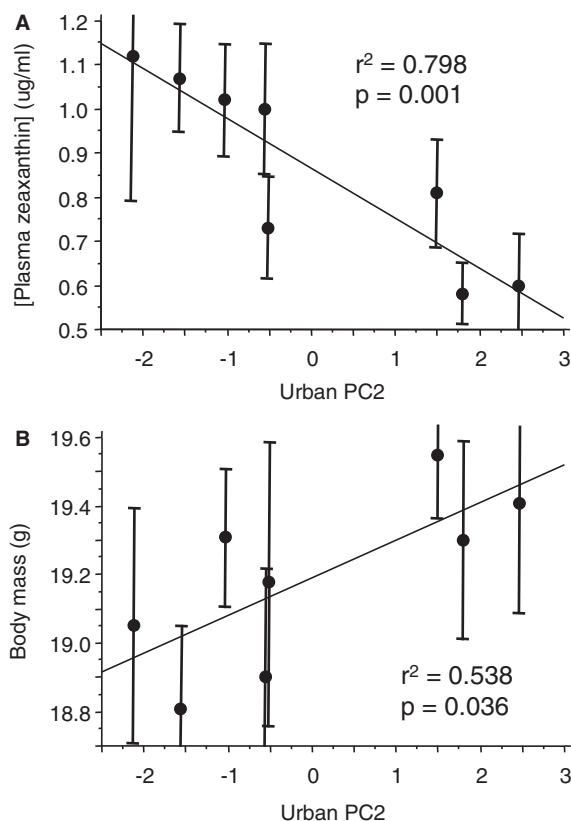 A
[Plasma zeaxanthin] (ug/ml)
1.2
1.1
1.0
0.9
0.8
0.7
0.6
0.5
r² = 0.798
p = 0.001
-2 -1 0 1 2 3
Urban PC2
B
Body mass (g)
19.6
19.4
19.2
19.0
18.8
r² = 0.538
p = 0.036
-2 -1 0 1 2 3
Urban PC2